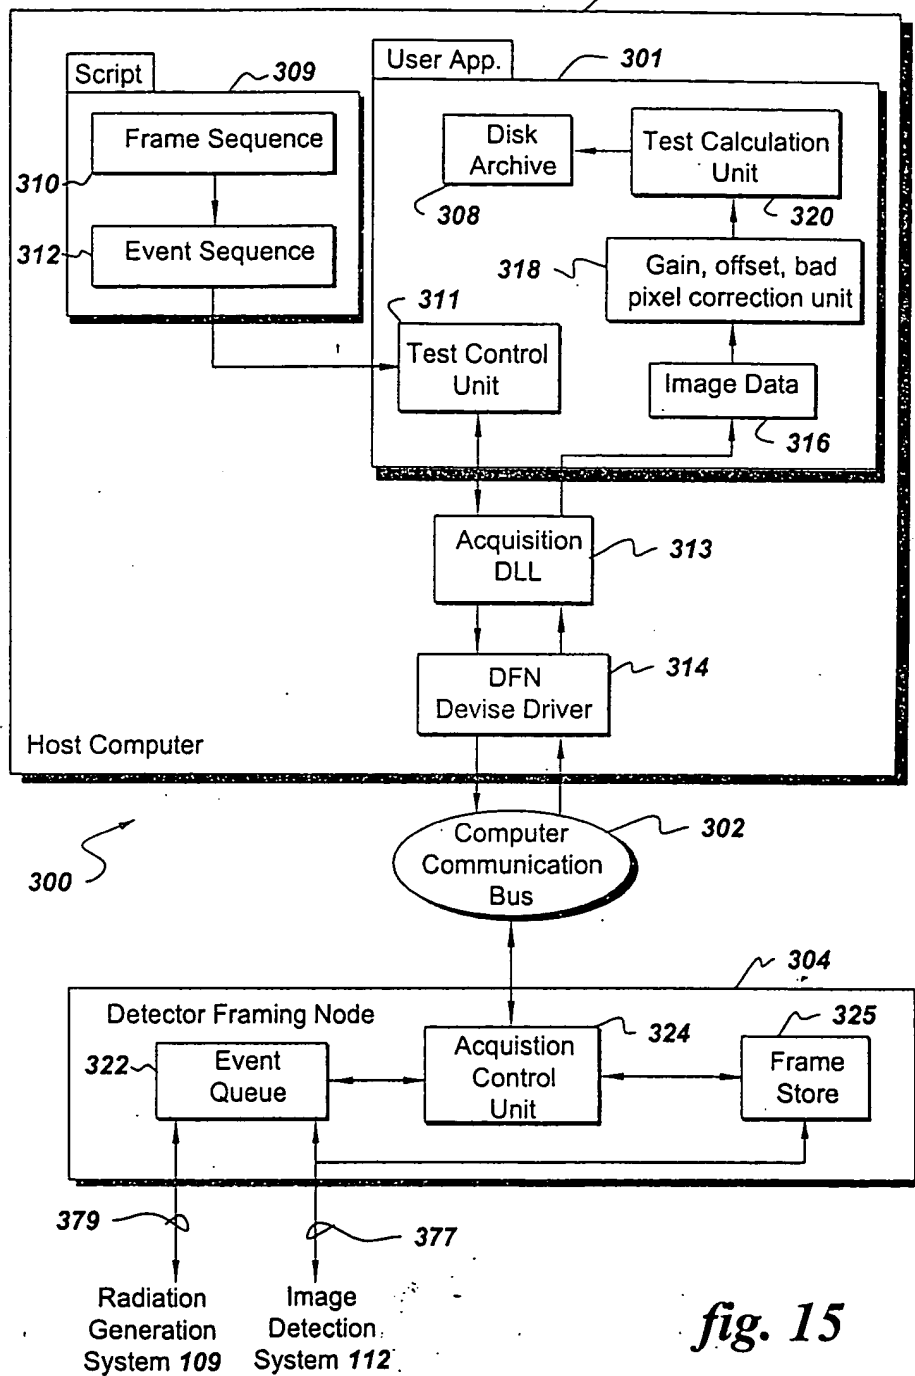 Script
309
Frame Sequence
310
Event Sequence
312
User App.
301
Disk
Archive
308
Test Calculation
Unit
320
318
Gain, offset, bad
pixel correction unit
311
Test Control
Unit
Image Data
316
Acquisition
DLL
313
DFN
Devise Driver
314
Host Computer
300
Computer
Communication
Bus
302
304
Detector Framing Node
322
Event
Queue
Acquistion
Control
Unit
324
325
Frame
Store
379
377
Radiation
Generation
System 109
Image
Detection
System 112
fig. 15